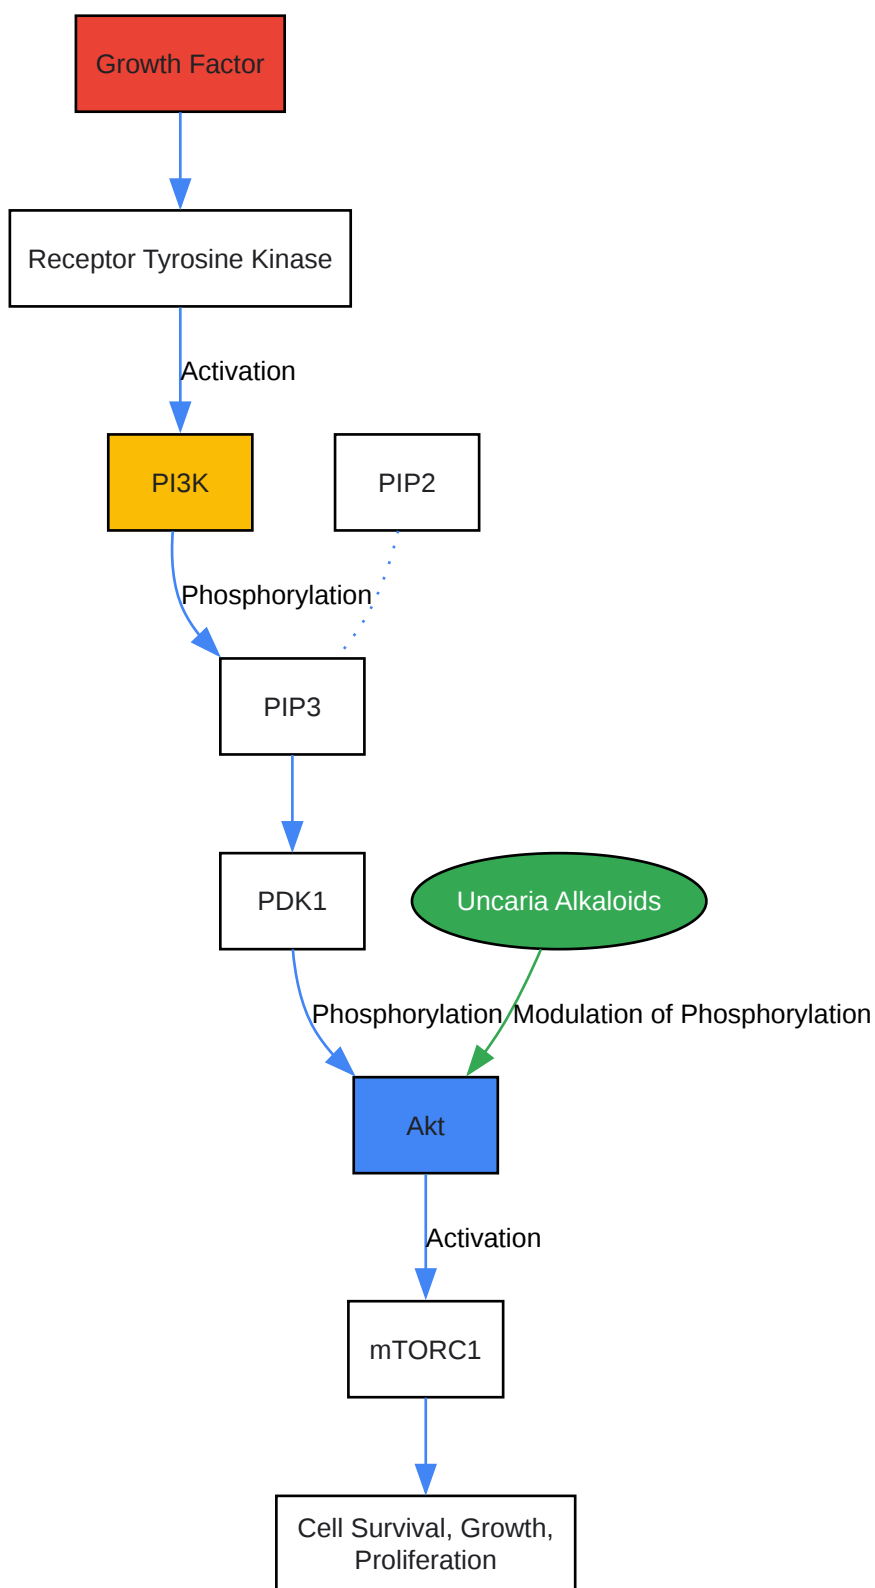 Growth Factor
Receptor Tyrosine Kinase
Activation
PI3K
PIP2
Phosphorylation
PIP3
PDK1
Uncaria Alkaloids
Phosphorylation
Modulation of Phosphorylation
Akt
Activation
mTORC1
Cell Survival, Growth,
Proliferation